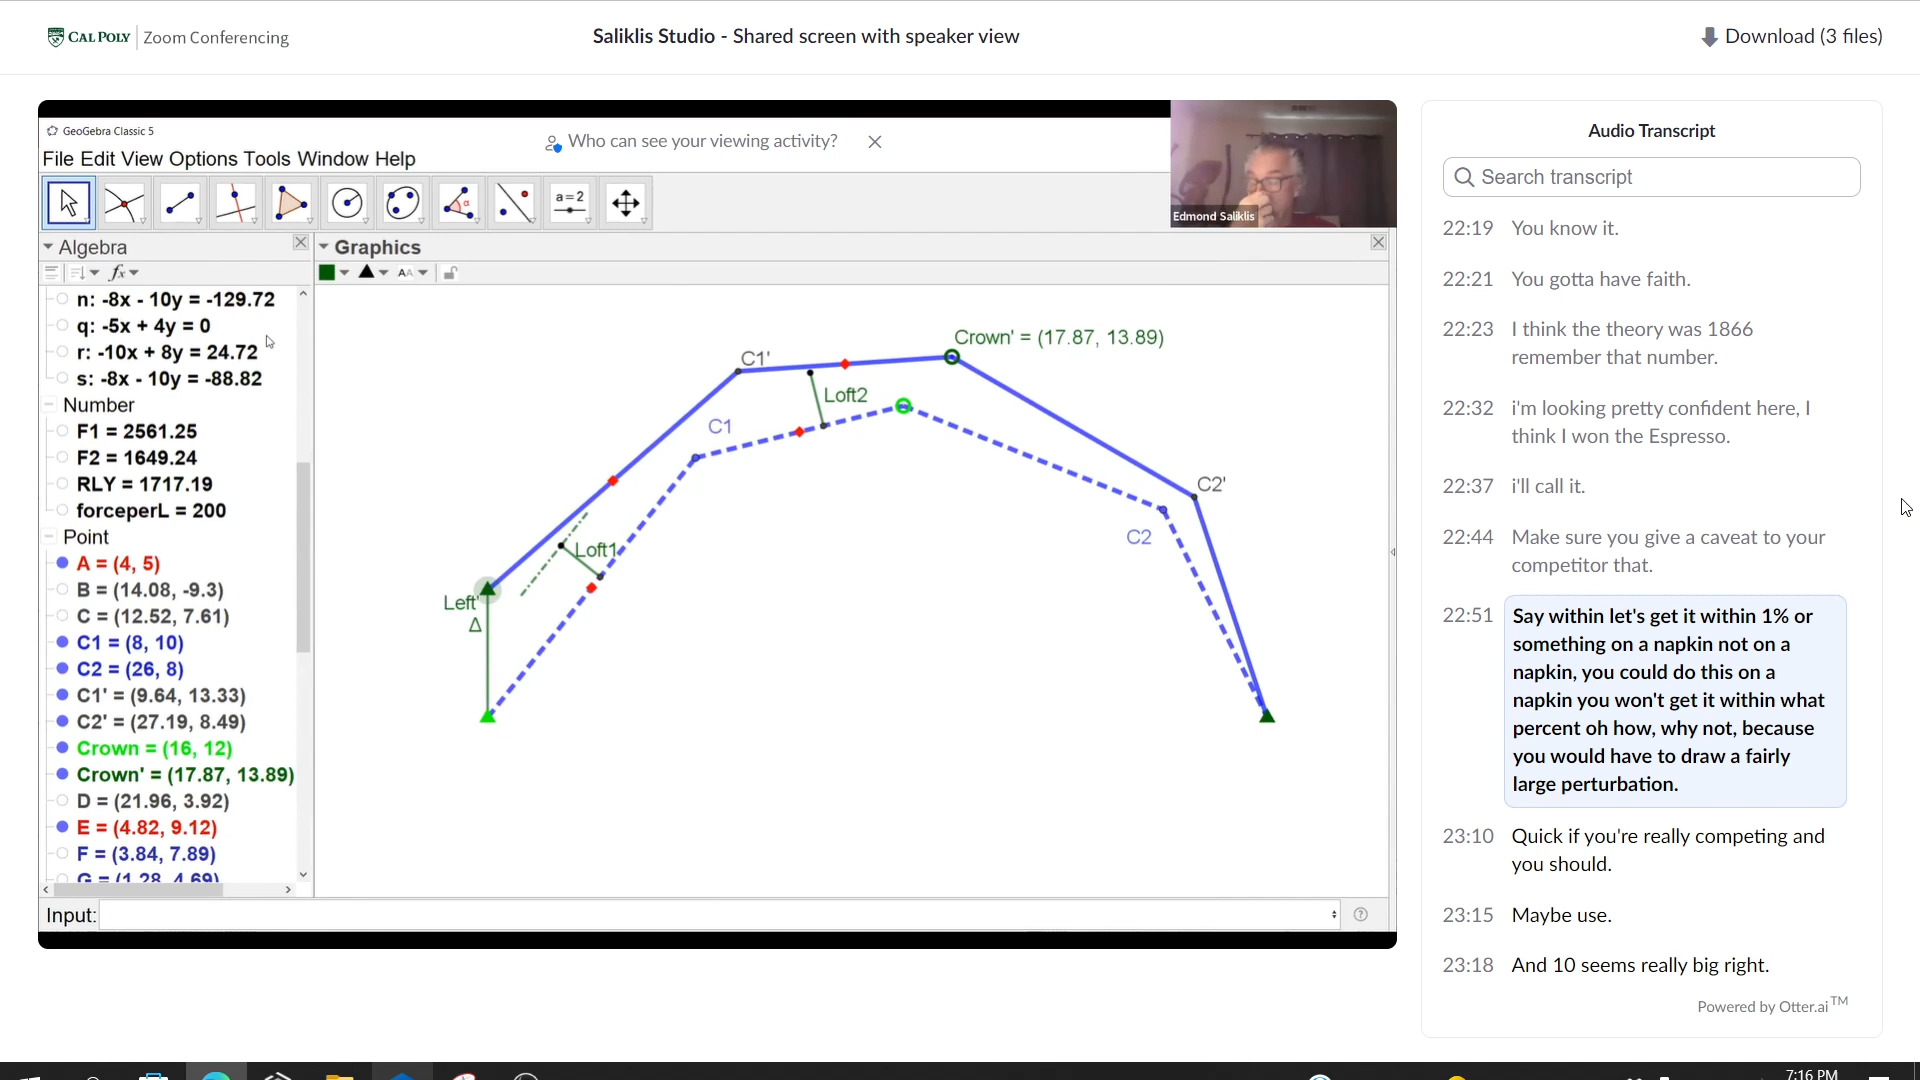 CAL POLY Zoom Conferencing
Saliklis Studio - Shared screen with speaker view
Download (3 files)
GeoGebra Classic 5
Who can see your viewing activity?
File Edit View Options Tools Window Help
a=2
Edmond Saliklis
Algebra
Graphics
fx
AA
n: -8x - 10y = -129.72
q: -5x + 4y = 0
r: -10x + 8y = 24.72
s: -8x - 10y = -88.82
Number
F1 = 2561.25
F2 = 1649.24
RLY = 1717.19
forceperL = 200
Point
A = (4, 5)
B = (14.08, -9.3)
C = (12.52, 7.61)
C1 = (8, 10)
C2 = (26, 8)
C1' = (9.64, 13.33)
C2' = (27.19, 8.49)
Crown = (16, 12)
Crown' = (17.87, 13.89)
D = (21.96, 3.92)
E = (4.82, 9.12)
F = (3.84, 7.89)
G = (1.28, 4.69)
Crown' = (17.87, 13.89)
C1'
Loft2
C1
C2'
C2
Loft1
Left'
Δ
Input:
Audio Transcript
Search transcript
22:19 You know it.
22:21 You gotta have faith.
22:23 I think the theory was 1866
remember that number.
22:32 i'm looking pretty confident here, I
think I won the Espresso.
22:37 i'll call it.
22:44 Make sure you give a caveat to your
competitor that.
22:51 Say within let's get it within 1% or
something on a napkin not on a
napkin, you could do this on a
napkin you won't get it within what
percent oh how, why not, because
you would have to draw a fairly
large perturbation.
23:10 Quick if you're really competing and
you should.
23:15 Maybe use.
23:18 And 10 seems really big right.
Powered by Otter.ai TM
7:16 PM